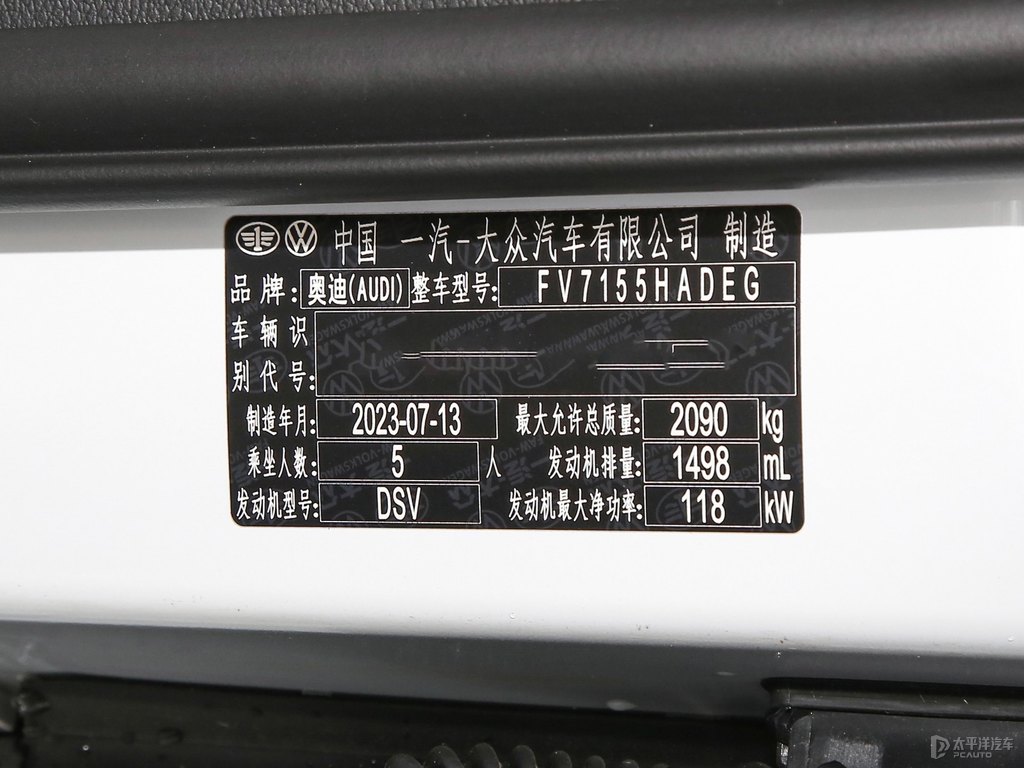 中国 一汽-大众汽车有限公司 制造
品牌: 奥迪(AUDI) 整车型号: FV7155HADEG
车辆识
别代号:
制造年月: 2023-07-13 最大允许总质量: 2090 kg
乘坐人数: 5 人 发动机排量: 1498 mL
发动机型号: DSV 发动机最大净功率: 118 kW
太平洋汽车
PCAUTO